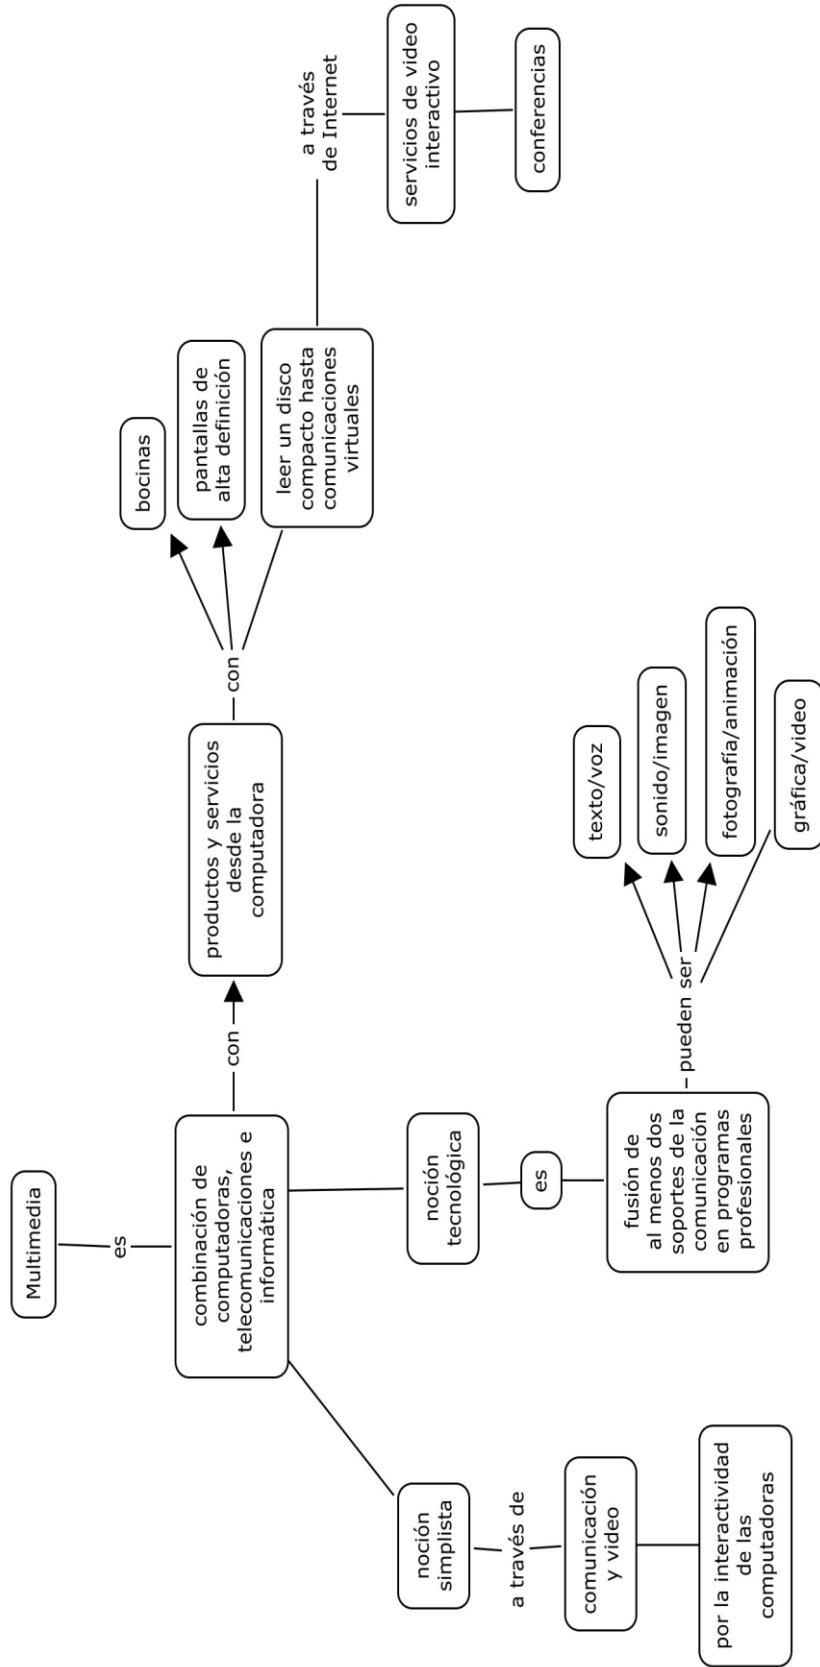 Multimedia
es
combinación de
computadoras,
telecomunicaciones e
informática
con
productos y servicios
desde la
computadora
con
bocinas
pantallas de
alta definición
leer un disco
compacto hasta
comunicaciones
virtuales
a través
de Internet
servicios de video
interactivo
conferencias
noción
simplista
a través de
comunicación
y video
por la interactividad
de las
computadoras
noción
tecnológica
es
fusión de
al menos dos
soportes de la
comunicación
en programas
profesionales
pueden ser
texto/voz
sonido/imagen
fotografía/animación
gráfica/video